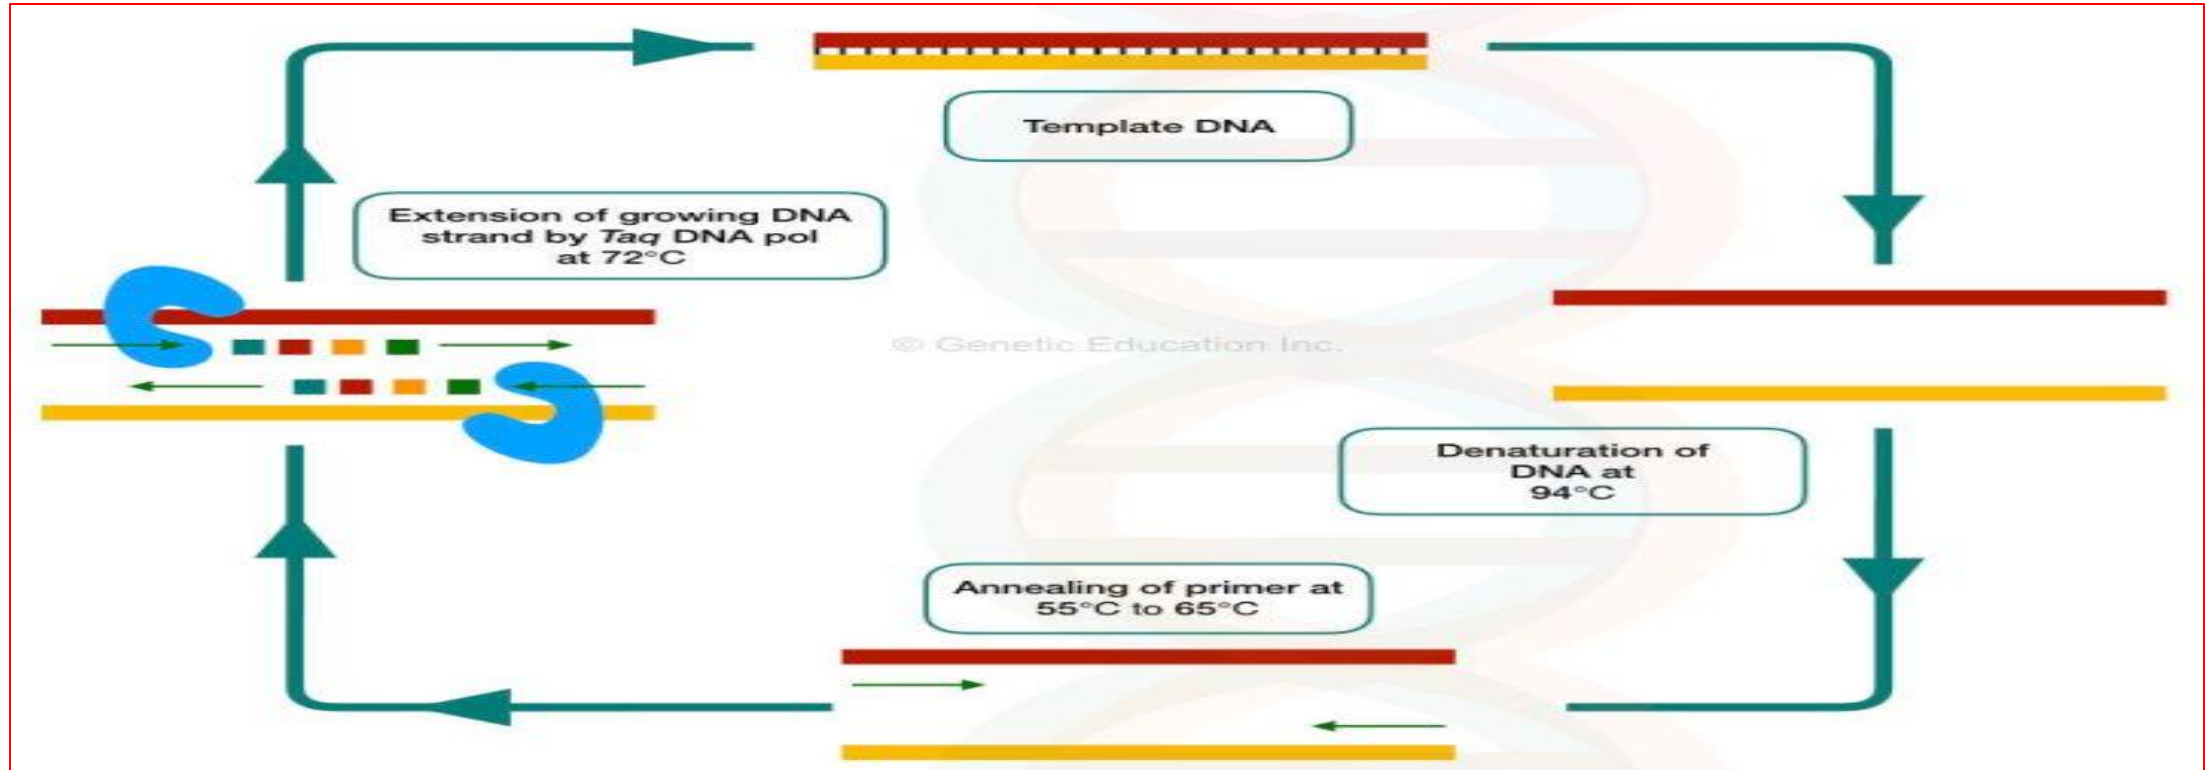 Template DNA
Extension of growing DNA
strand by Taq DNA pol
at 72°C
© Genetic Education Inc.
Denaturation of
DNA at
94°C
Annealing of primer at
55°C to 65°C